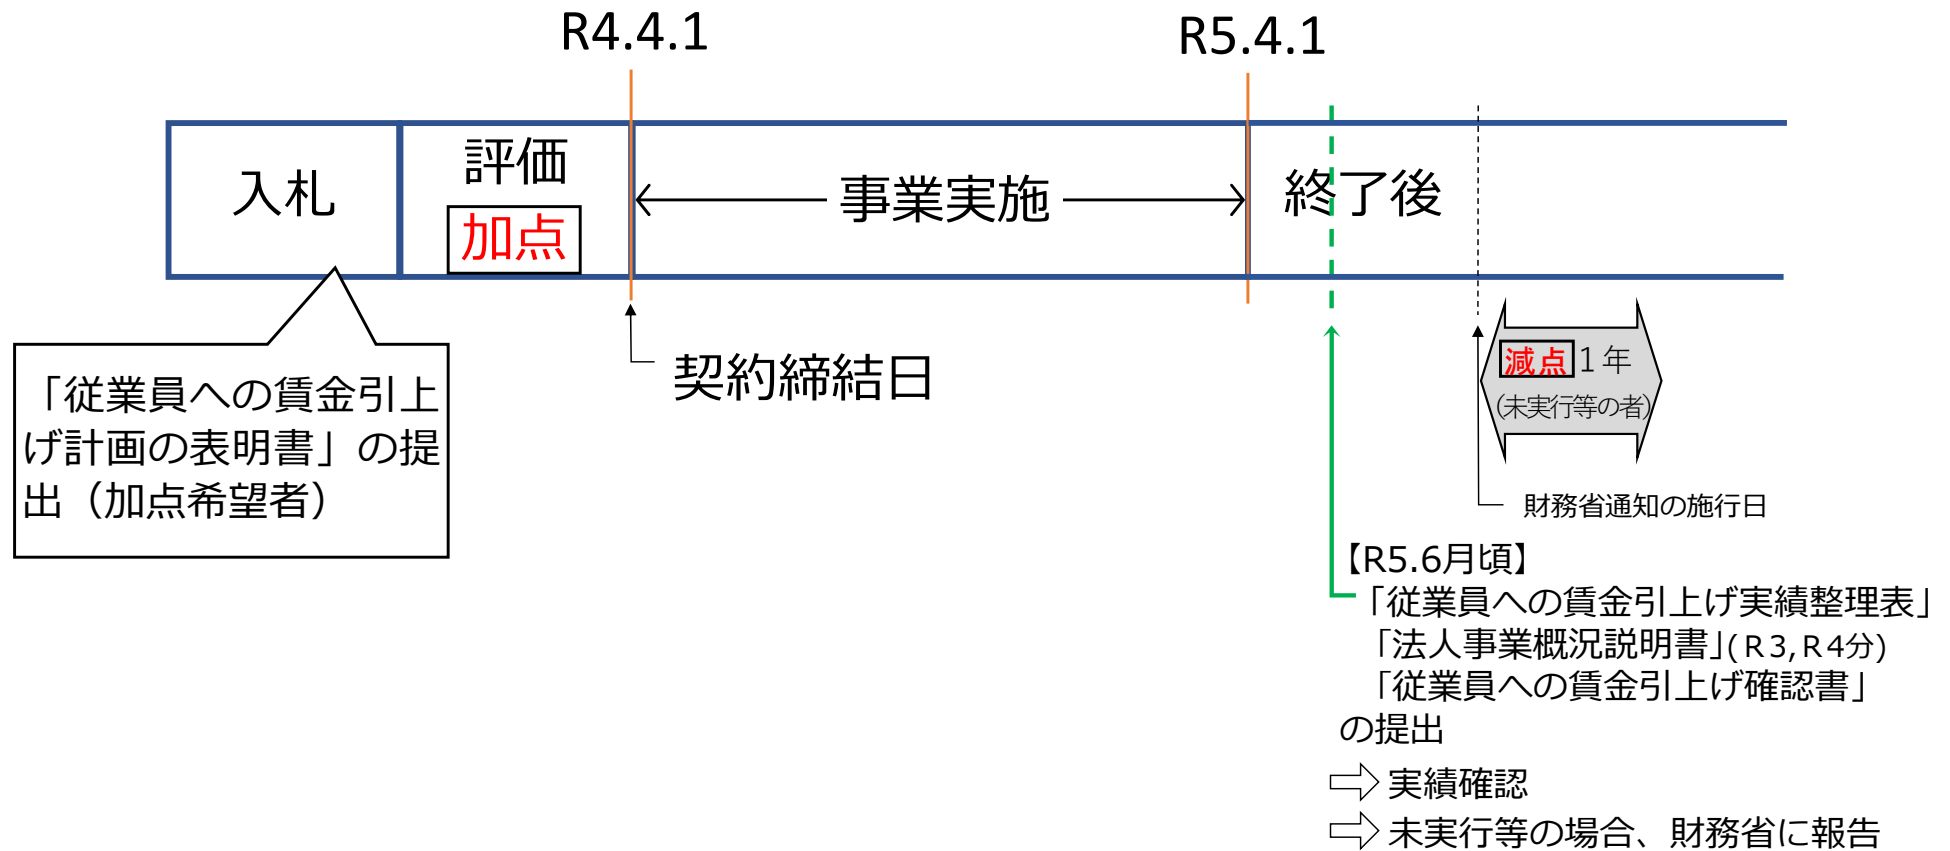 R4.4.1
R5.4.1
入札
評価
加点
事業実施
終了後
契約締結日
「従業員への賃金引上
げ計画の表明書」の提
出（加点希望者）
減点 1年
(未実行等の者)
財務省通知の施行日
【R5.6月頃】
「従業員への賃金引上げ実績整理表」
「法人事業概況説明書」(R3,R4分)
「従業員への賃金引上げ確認書」
の提出
⇨ 実績確認
⇨ 未実行等の場合、財務省に報告